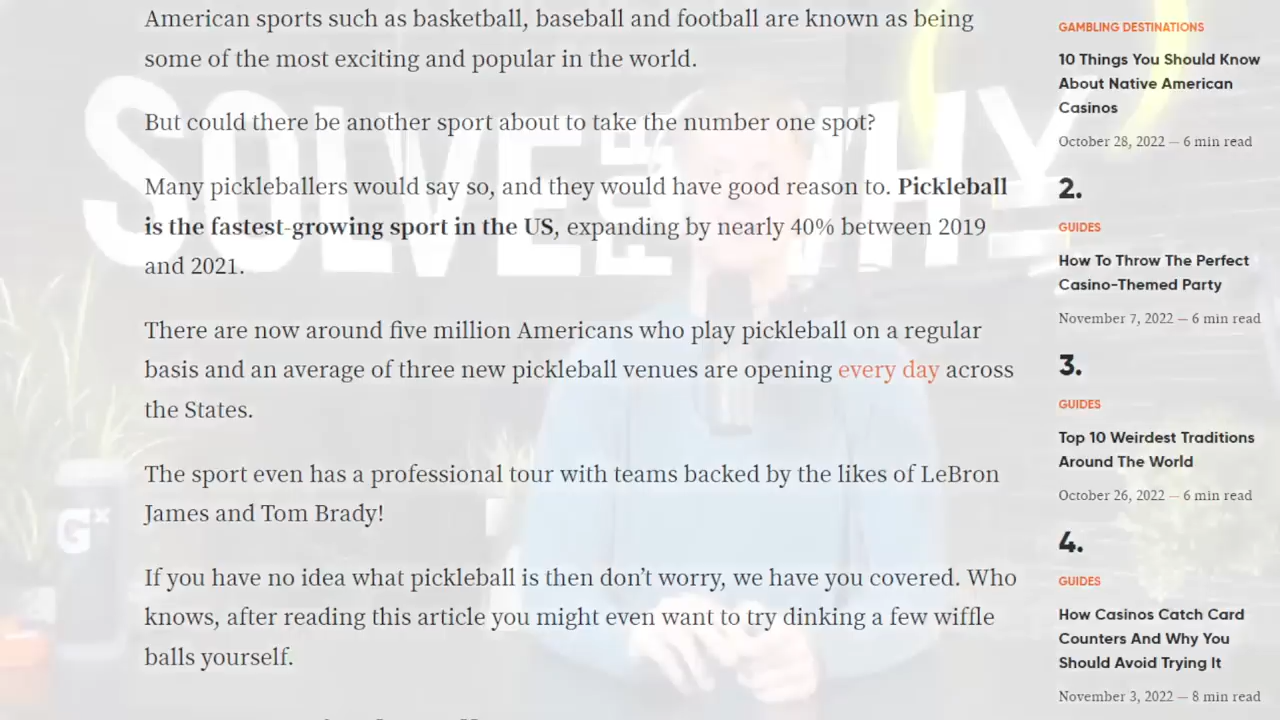 American sports such as basketball, baseball and football are known as being
some of the most exciting and popular in the world.
But could there be another sport about to take the number one spot?
Many pickleballers would say so, and they would have good reason to. Pickleball
is the fastest-growing sport in the US, expanding by nearly 40% between 2019
and 2021.
There are now around five million Americans who play pickleball on a regular
basis and an average of three new pickleball venues are opening every day across
the States.
The sport even has a professional tour with teams backed by the likes of LeBron
James and Tom Brady!
If you have no idea what pickleball is then don’t worry, we have you covered. Who
knows, after reading this article you might even want to try dinking a few wiffle
balls yourself.
GAMBLING DESTINATIONS
10 Things You Should Know
About Native American
Casinos
October 28, 2022 — 6 min read
2.
GUIDES
How To Throw The Perfect
Casino-Themed Party
November 7, 2022 — 6 min read
3.
GUIDES
Top 10 Weirdest Traditions
Around The World
October 26, 2022 — 6 min read
4.
GUIDES
How Casinos Catch Card
Counters And Why You
Should Avoid Trying It
November 3, 2022 — 8 min read
SOLVE FOR WHY
Gx